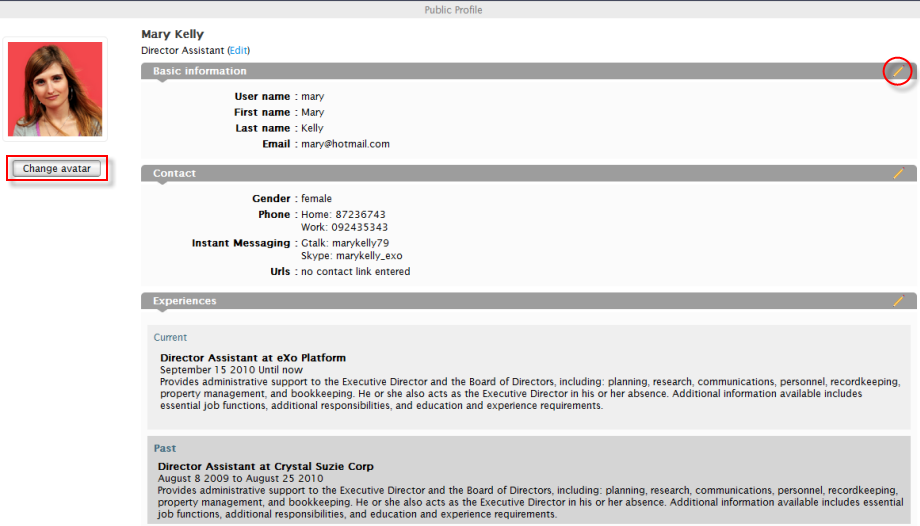 Public Profile
Mary Kelly
Director Assistant (Edit)
Change avatar
Basic information
User name : mary
First name : Mary
Last name : Kelly
Email : mary@hotmail.com
Contact
Gender : female
Phone : Home: 87236743
Work: 092435343
Instant Messaging : Gtalk: marykelly79
Skype: marykelly_exo
Urls : no contact link entered
Experiences
Current
Director Assistant at eXo Platform
September 15 2010 Until now
Provides administrative support to the Executive Director and the Board of Directors, including: planning, research, communications, personnel, recordkeeping,
property management, and bookkeeping. He or she also acts as the Executive Director in his or her absence. Additional information available includes
essential job functions, additional responsibilities, and education and experience requirements.
Past
Director Assistant at Crystal Suzie Corp
August 8 2009 to August 25 2010
Provides administrative support to the Executive Director and the Board of Directors, including: planning, research, communications, personnel, recordkeeping,
property management, and bookkeeping. He or she also acts as the Executive Director in his or her absence. Additional information available includes essential
job functions, additional responsibilities, and education and experience requirements.